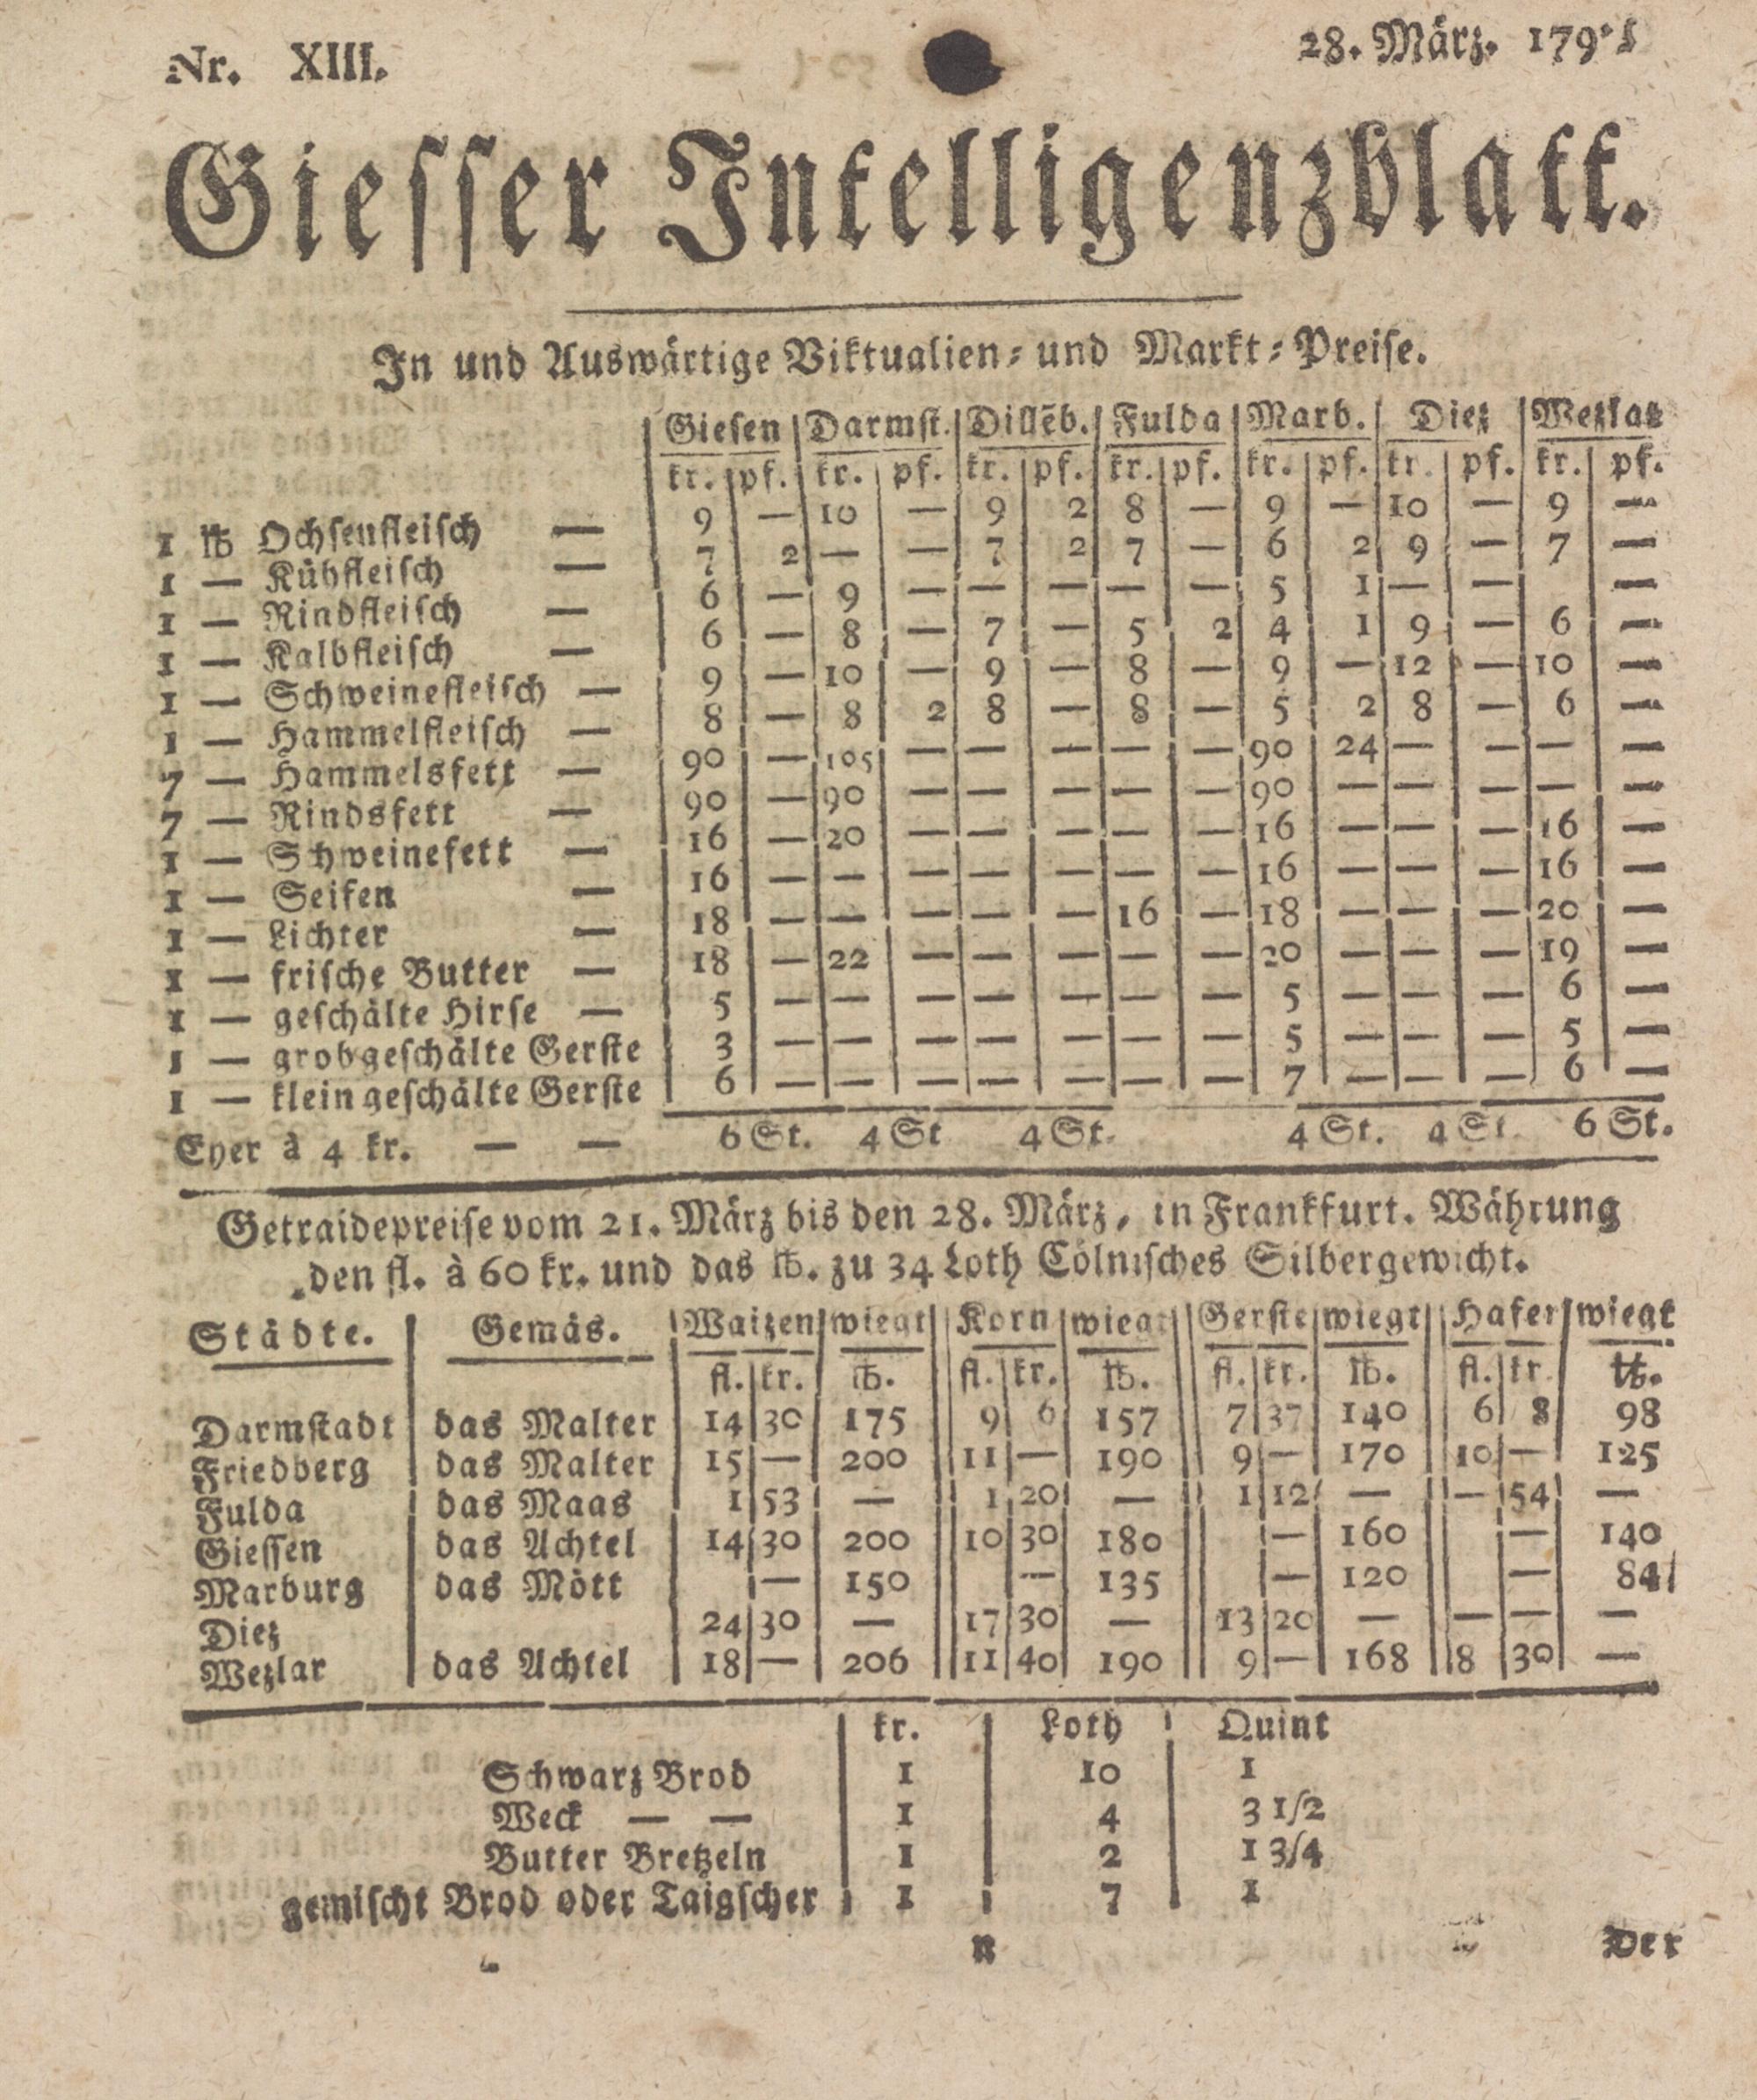 Nr. XIII.
28. März. 179
Giesser Intelligenzblatt.
In und Auswärtige Viktualien- und Markt-Preise.
Giesen Darmst. Dillēb. Fulda Marb. Diez Wezlar
kr. pf. kr. pf. kr. pf. kr. pf. kr. pf. kr. pf. kr. pf.
1 ℔ Ochsenfleisch — 9 — 10 — 9 2 8 — 9 — 10 — 9 —
1 — Kühfleisch — 7 2 — — 7 2 7 — 6 2 9 — 7 —
1 — Rindfleisch — 6 — 9 — — — — — 5 1 — — —
1 — Kalbfleisch — 6 — 8 — 7 — 5 2 4 1 9 — 6 —
1 — Schweinefleisch — 9 — 10 — 9 — 8 — 9 — 12 — 10 —
1 — Hammelfleisch — 8 — 8 2 8 — 8 — 5 2 8 — 6 —
7 — Hammelsfett — 90 — 105 — — — — — 90 24 — — — —
7 — Rindsfett — 90 — 90 — — — — — 90 — — — — —
1 — Schweinefett — 16 — 20 — — — — — 16 — — — 16 —
1 — Seifen — 16 — — — — — — — 16 — — — 16 —
1 — Lichter — 18 — — — — — 16 — 18 — — — 20 —
1 — frische Butter — 18 — 22 — — — — — 20 — — — 19 —
1 — geschälte Hirse — 5 — — — — — — — 5 — — — 6 —
1 — grobgeschälte Gerste 3 — — — — — — — 5 — — — 5 —
1 — kleingeschälte Gerste 6 — — — — — — — 7 — — — 6 —
Eyer à 4 kr. — — 6 St. 4 St 4 St. 4 St. 4 St. 6 St.
Getraidepreise vom 21. März bis den 28. März, in Frankfurt. Währung
den fl. à 60 kr. und das ℔. zu 34 Loth Cölnisches Silbergewicht.
Städte. Gemäs. Waizen wiegt Korn wiegt Gerste wiegt Hafer wiegt
fl. kr. ℔. fl. kr. ℔. fl. kr. ℔. fl. kr ℔.
Darmstadt das Malter 14 30 175 9 6 157 7 37 140 6 8 98
Friedberg das Malter 15 — 200 11 — 190 9 — 170 10 — 125
Fulda das Maas 1 53 — 1 20 — 1 12 — — 54 —
Giessen das Achtel 14 30 200 10 30 180 — 160 — 140
Marburg das Mött — 150 — 135 — 120 — 84
Diez 24 30 — 17 30 — 13 20 — — — —
Wezlar das Achtel 18 — 206 11 40 190 9 — 168 8 30 —
kr. Loth Quint
Schwarz Brod 1 10 1
Weck — — 1 4 3 1/2
Butter Bretzeln 1 2 1 3/4
gemischt Brod oder Taigscher 1 7 1
N
Der